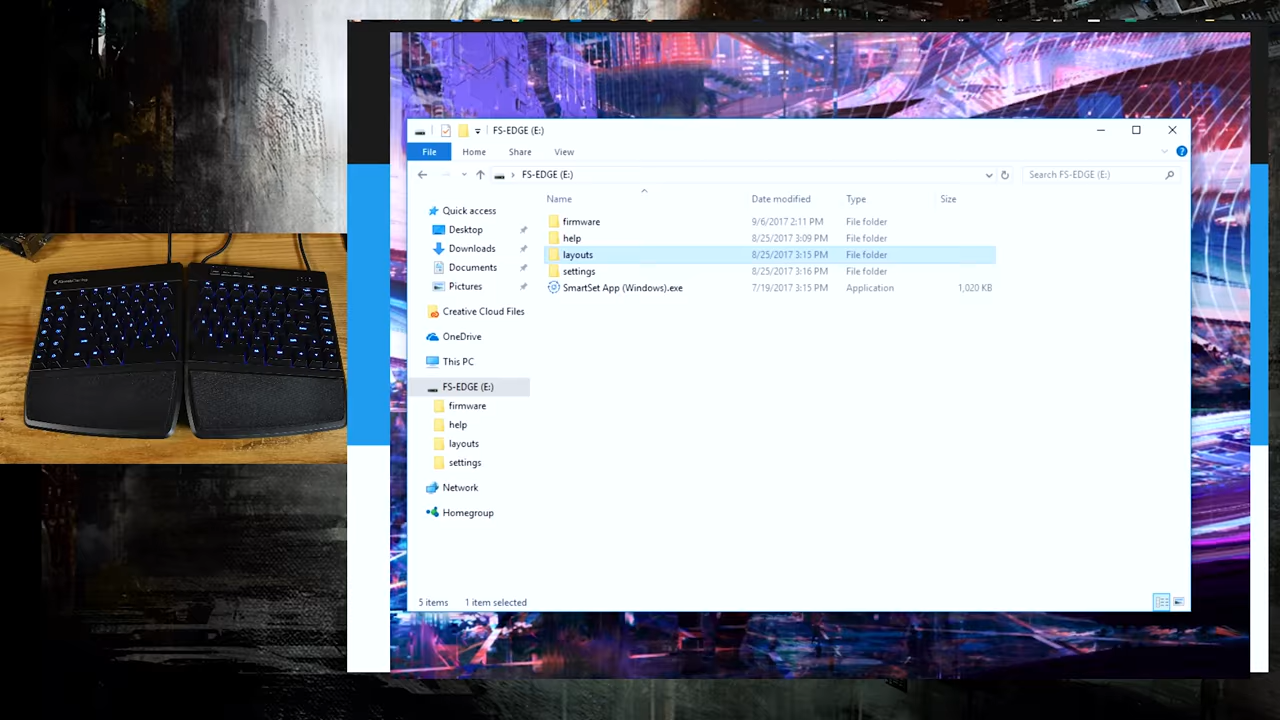 FS-EDGE (E:)
File Home Share View
FS-EDGE (E:)
Search FS-EDGE (E:)
Name Date modified Type Size
Quick access
Desktop
Downloads
Documents
Pictures
Creative Cloud Files
OneDrive
This PC
FS-EDGE (E:)
firmware
help
layouts
settings
Network
Homegroup
firmware 9/6/2017 2:11 PM File folder
help 8/25/2017 3:09 PM File folder
layouts 8/25/2017 3:15 PM File folder
settings 8/25/2017 3:16 PM File folder
SmartSet App (Windows).exe 7/19/2017 3:15 PM Application 1,020 KB
5 items 1 item selected